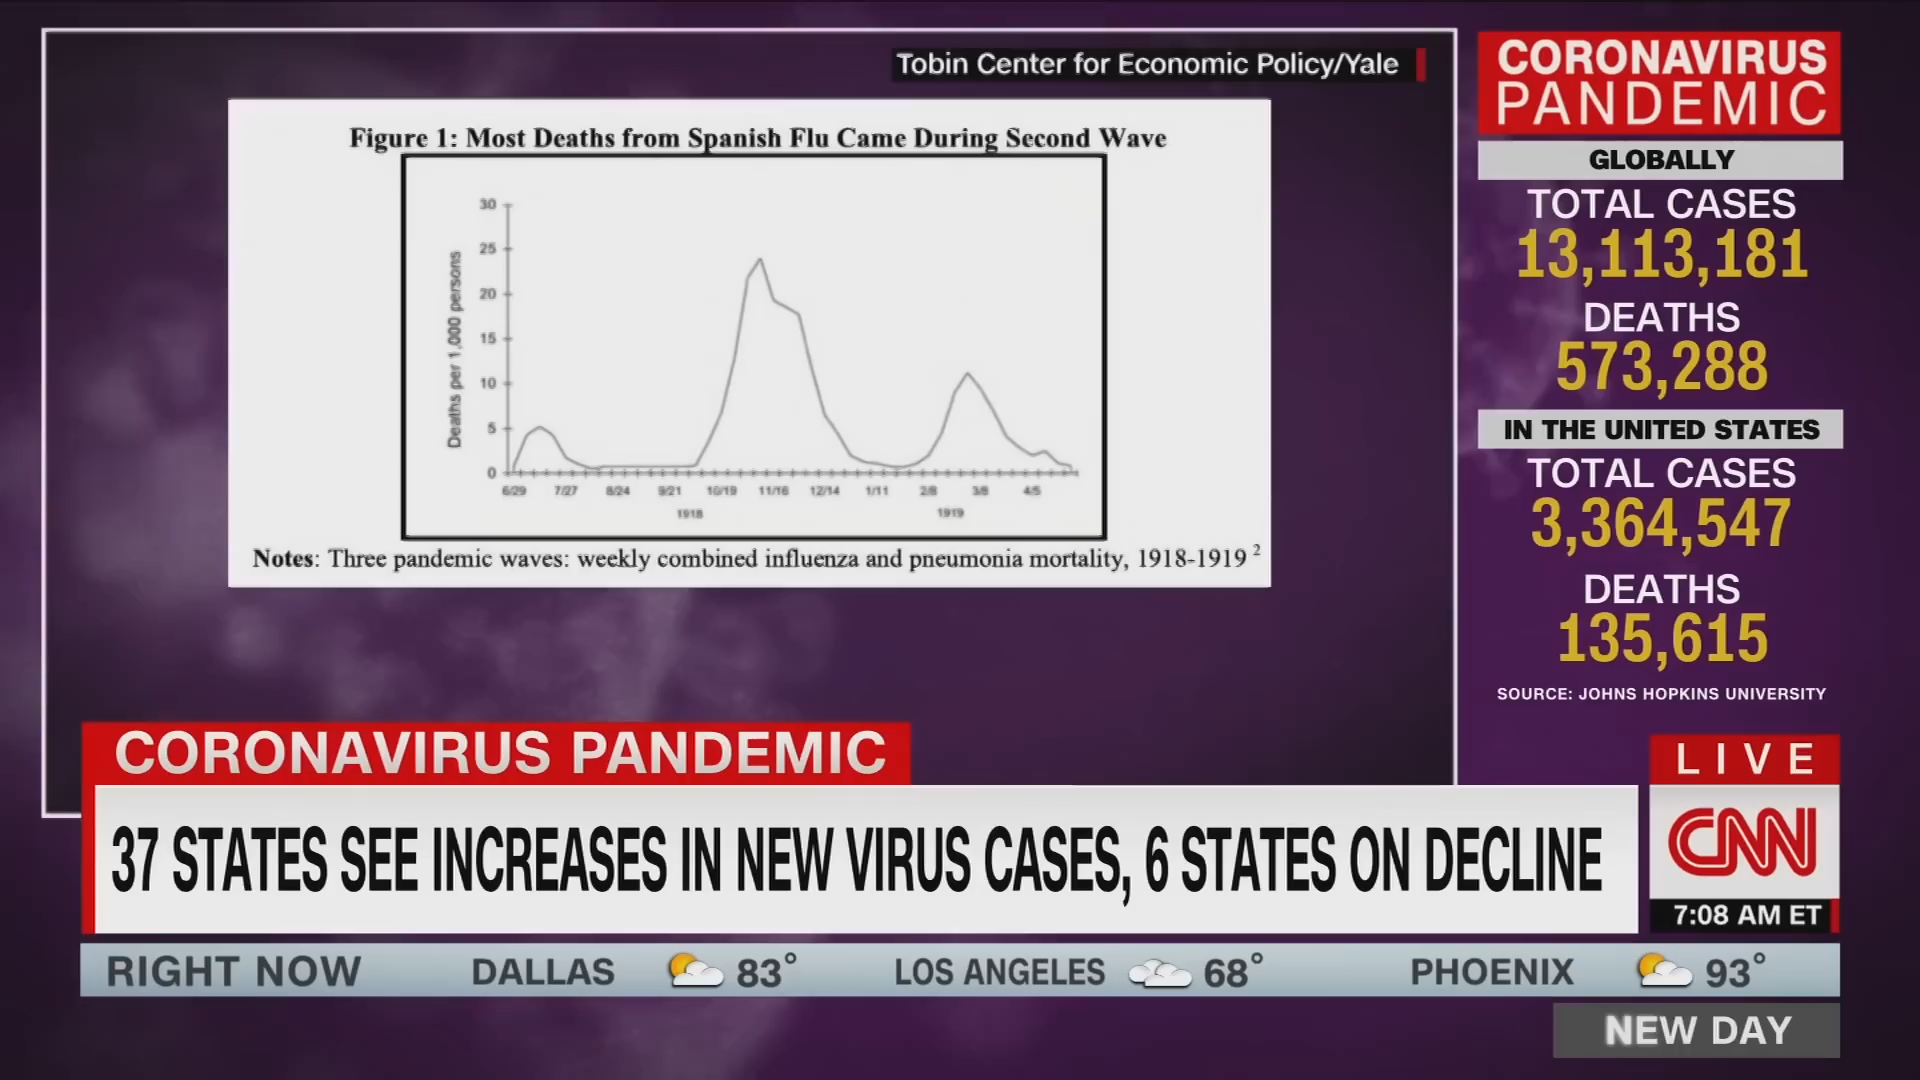 Tobin Center for Economic Policy/Yale
Figure 1: Most Deaths from Spanish Flu Came During Second Wave
Deaths per 1,000 persons
30
25
20
15
10
5
0
6/29 7/27 8/24 9/21 10/19 11/16 12/14 1/11 2/8 3/8 4/5
1918 1919
Notes: Three pandemic waves: weekly combined influenza and pneumonia mortality, 1918-1919 2
CORONAVIRUS
PANDEMIC
GLOBALLY
TOTAL CASES
13,113,181
DEATHS
573,288
IN THE UNITED STATES
TOTAL CASES
3,364,547
DEATHS
135,615
SOURCE: JOHNS HOPKINS UNIVERSITY
CORONAVIRUS PANDEMIC
37 STATES SEE INCREASES IN NEW VIRUS CASES, 6 STATES ON DECLINE
LIVE
CNN
7:08 AM ET
RIGHT NOW DALLAS 83° LOS ANGELES 68° PHOENIX 93°
NEW DAY